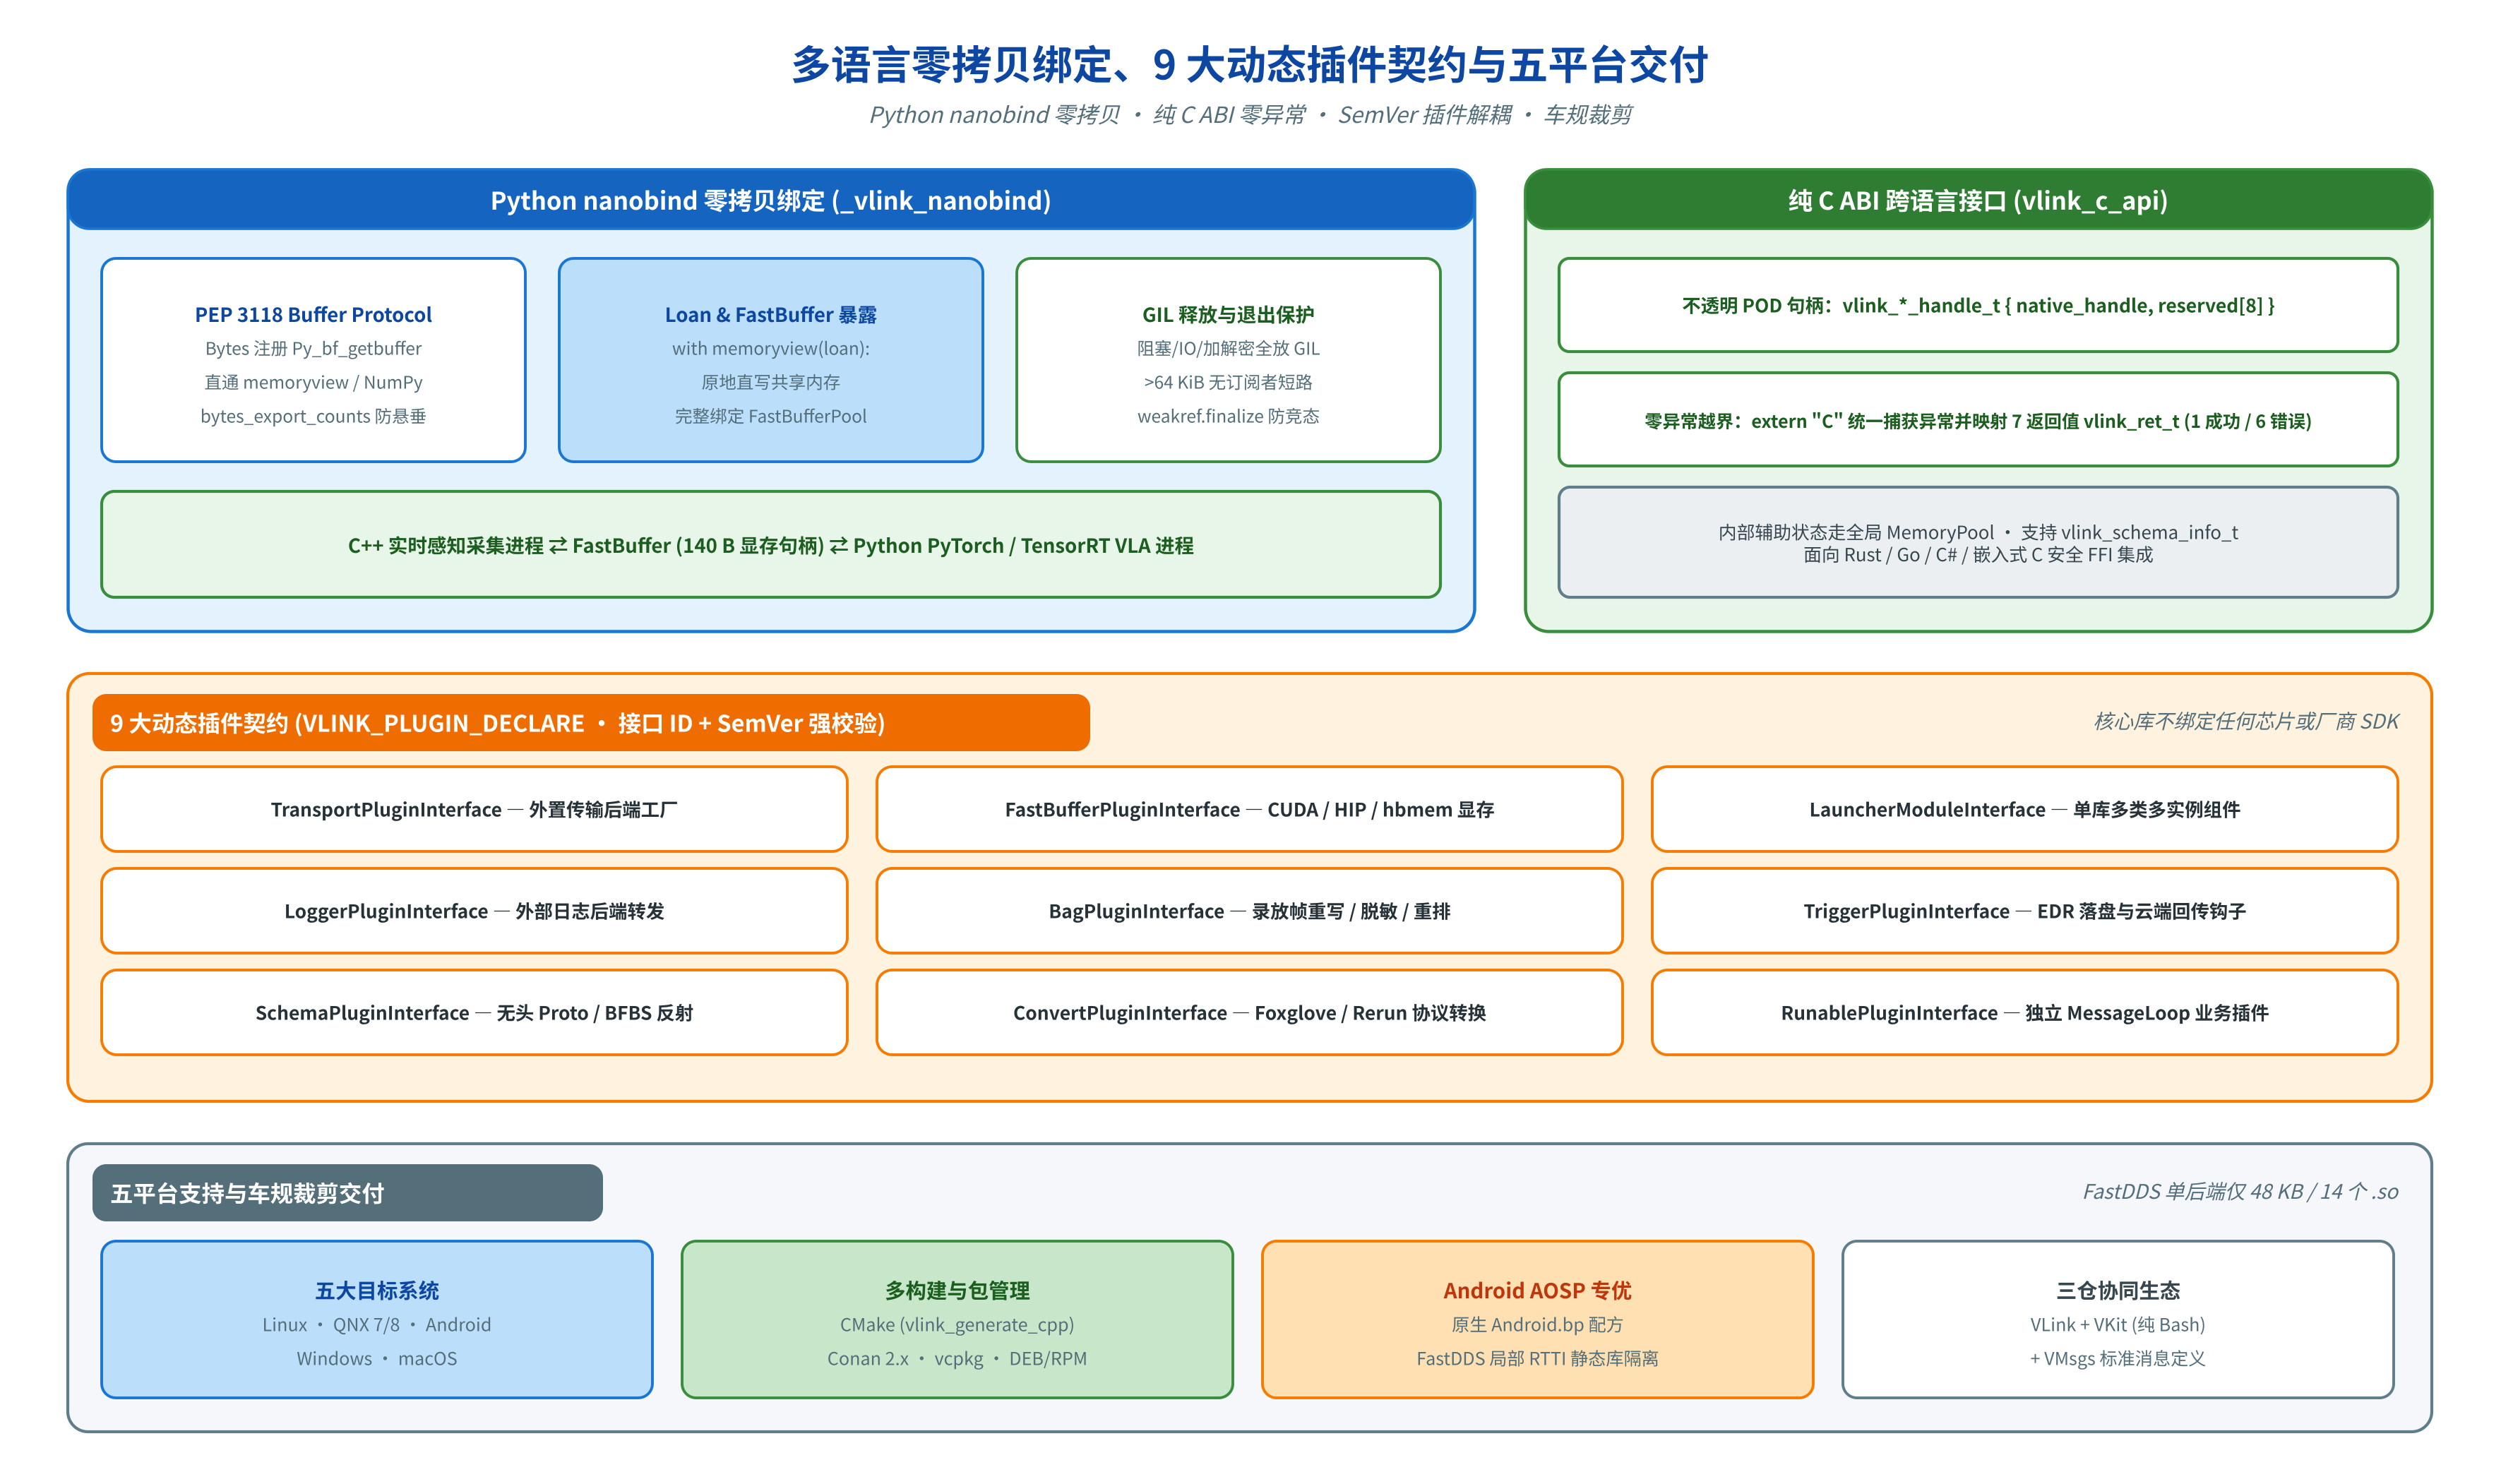 多语言零拷贝绑定、9 大动态插件契约与五平台交付
Python nanobind 零拷贝 • 纯 C ABI 零异常 • SemVer 插件解耦 • 车规裁剪
Python nanobind 零拷贝绑定 (_vlink_nanobind)
PEP 3118 Buffer Protocol
Bytes 注册 Py_bf_getbuffer
直通 memoryview / NumPy
bytes_export_counts 防悬垂
Loan & FastBuffer 暴露
with memoryview(loan):
原地直写共享内存
完整绑定 FastBufferPool
GIL 释放与退出保护
阻塞/IO/加解密全放 GIL
>64 KiB 无订阅者短路
weakref.finalize 防竞态
C++ 实时感知采集进程 ⇄ FastBuffer (140 B 显存句柄) ⇄ Python PyTorch / TensorRT VLA 进程
纯 C ABI 跨语言接口 (vlink_c_api)
不透明 POD 句柄：vlink_*_handle_t { native_handle, reserved[8] }
零异常越界：extern "C" 统一捕获异常并映射 7 返回值 vlink_ret_t (1 成功 / 6 错误)
内部辅助状态走全局 MemoryPool • 支持 vlink_schema_info_t
面向 Rust / Go / C# / 嵌入式 C 安全 FFI 集成
9 大动态插件契约 (VLINK_PLUGIN_DECLARE • 接口 ID + SemVer 强校验)
核心库不绑定任何芯片或厂商 SDK
TransportPluginInterface — 外置传输后端工厂
FastBufferPluginInterface — CUDA / HIP / hbmem 显存
LauncherModuleInterface — 单库多类多实例组件
LoggerPluginInterface — 外部日志后端转发
BagPluginInterface — 录放帧重写 / 脱敏 / 重排
TriggerPluginInterface — EDR 落盘与云端回传钩子
SchemaPluginInterface — 无头 Proto / BFBS 反射
ConvertPluginInterface — Foxglove / Rerun 协议转换
RunablePluginInterface — 独立 MessageLoop 业务插件
五平台支持与车规裁剪交付
FastDDS 单后端仅 48 KB / 14 个 .so
五大目标系统
Linux • QNX 7/8 • Android
Windows • macOS
多构建与包管理
CMake (vlink_generate_cpp)
Conan 2.x • vcpkg • DEB/RPM
Android AOSP 专优
原生 Android.bp 配方
FastDDS 局部 RTTI 静态库隔离
三仓协同生态
VLink + VKit (纯 Bash)
+ VMsgs 标准消息定义